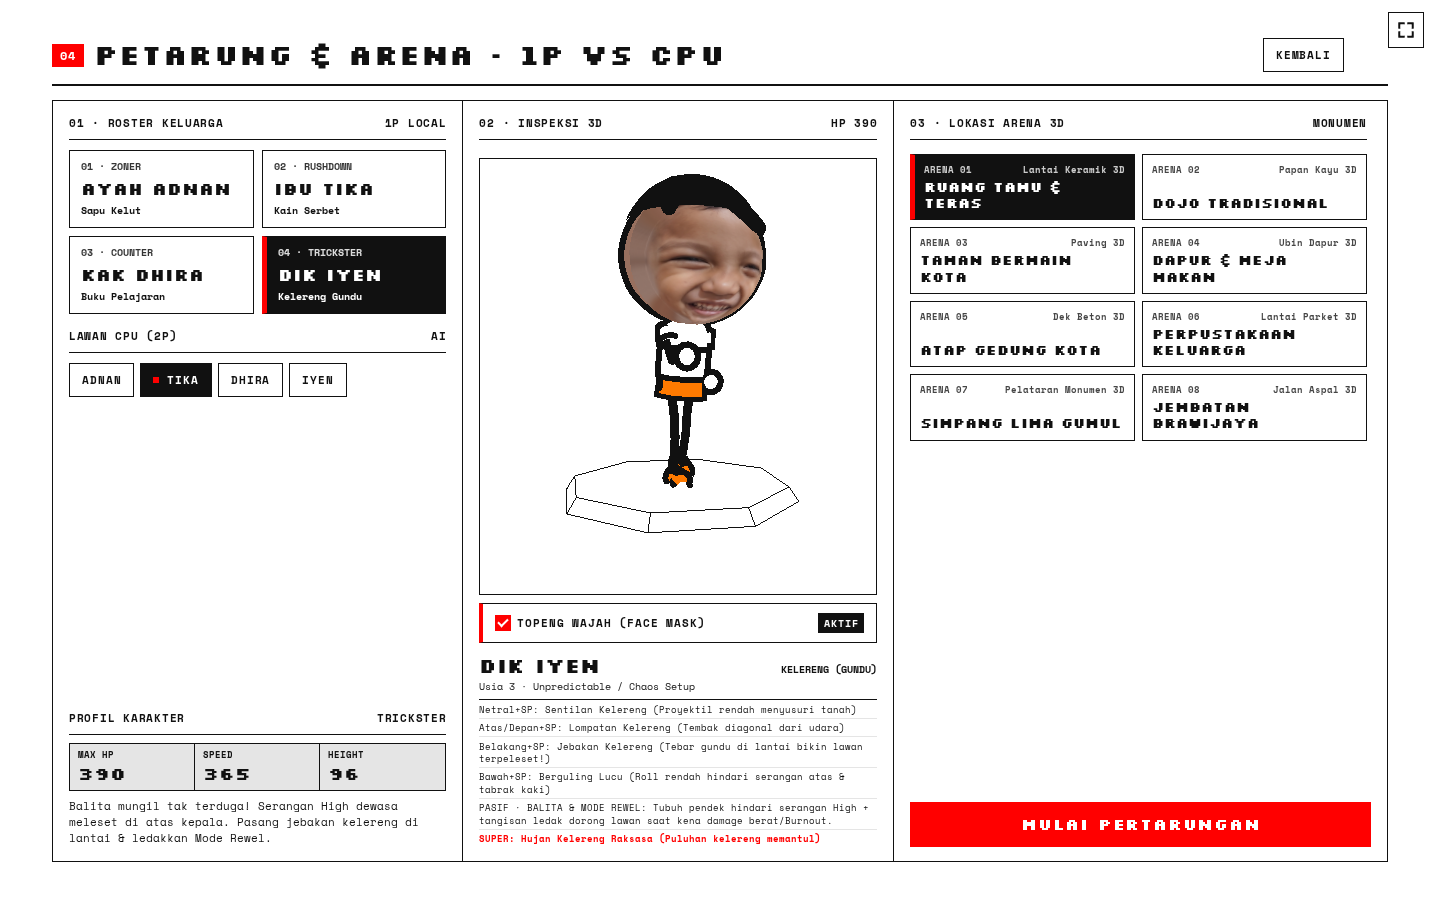 04 PETARUNG & ARENA - 1P VS CPU
KEMBALI
01 · ROSTER KELUARGA
1P LOCAL
01 · ZONER
AYAH ADNAN
Sapu Kelut
02 · RUSHDOWN
IBU TIKA
Kain Serbet
03 · COUNTER
KAK DHIRA
Buku Pelajaran
04 · TRICKSTER
DIK IYEN
Kelereng Gundu
LAWAN CPU (2P)
AI
ADNAN
TIKA
DHIRA
IYEN
PROFIL KARAKTER
TRICKSTER
MAX HP
390
SPEED
365
HEIGHT
96
Balita mungil tak terduga! Serangan High dewasa
meleset di atas kepala. Pasang jebakan kelereng di
lantai & ledakkan Mode Rewel.
02 · INSPEKSI 3D
HP 390
TOPENG WAJAH (FACE MASK)
AKTIF
DIK IYEN
KELERENG (GUNDU)
Usia 3 · Unpredictable / Chaos Setup
Netral+SP: Sentilan Kelereng (Proyektil rendah menyusuri tanah)
Atas/Depan+SP: Lompatan Kelereng (Tembak diagonal dari udara)
Belakang+SP: Jebakan Kelereng (Tebar gundu di lantai bikin lawan
terpeleset!)
Bawah+SP: Berguling Lucu (Roll rendah hindari serangan atas &
tabrak kaki)
PASIF · BALITA & MODE REWEL: Tubuh pendek hindari serangan High +
tangisan ledak dorong lawan saat kena damage berat/Burnout.
SUPER: Hujan Kelereng Raksasa (Puluhan kelereng memantul)
03 · LOKASI ARENA 3D
MONUMEN
ARENA 01
Lantai Keramik 3D
RUANG TAMU &
TERAS
ARENA 02
Papan Kayu 3D
DOJO TRADISIONAL
ARENA 03
Paving 3D
TAMAN BERMAIN
KOTA
ARENA 04
Ubin Dapur 3D
DAPUR & MEJA
MAKAN
ARENA 05
Dek Beton 3D
ATAP GEDUNG KOTA
ARENA 06
Lantai Parket 3D
PERPUSTAKAAN
KELUARGA
ARENA 07
Pelataran Monumen 3D
SIMPANG LIMA GUMUL
ARENA 08
Jalan Aspal 3D
JEMBATAN
BRAWIJAYA
MULAI PERTARUNGAN